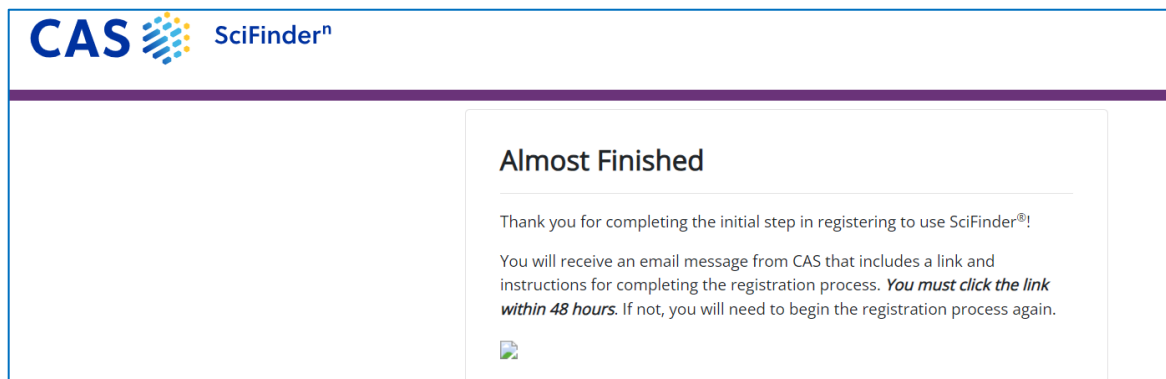 CAS SciFinderⁿ
Almost Finished
Thank you for completing the initial step in registering to use SciFinder®!
You will receive an email message from CAS that includes a link and
instructions for completing the registration process. You must click the link
within 48 hours. If not, you will need to begin the registration process again.